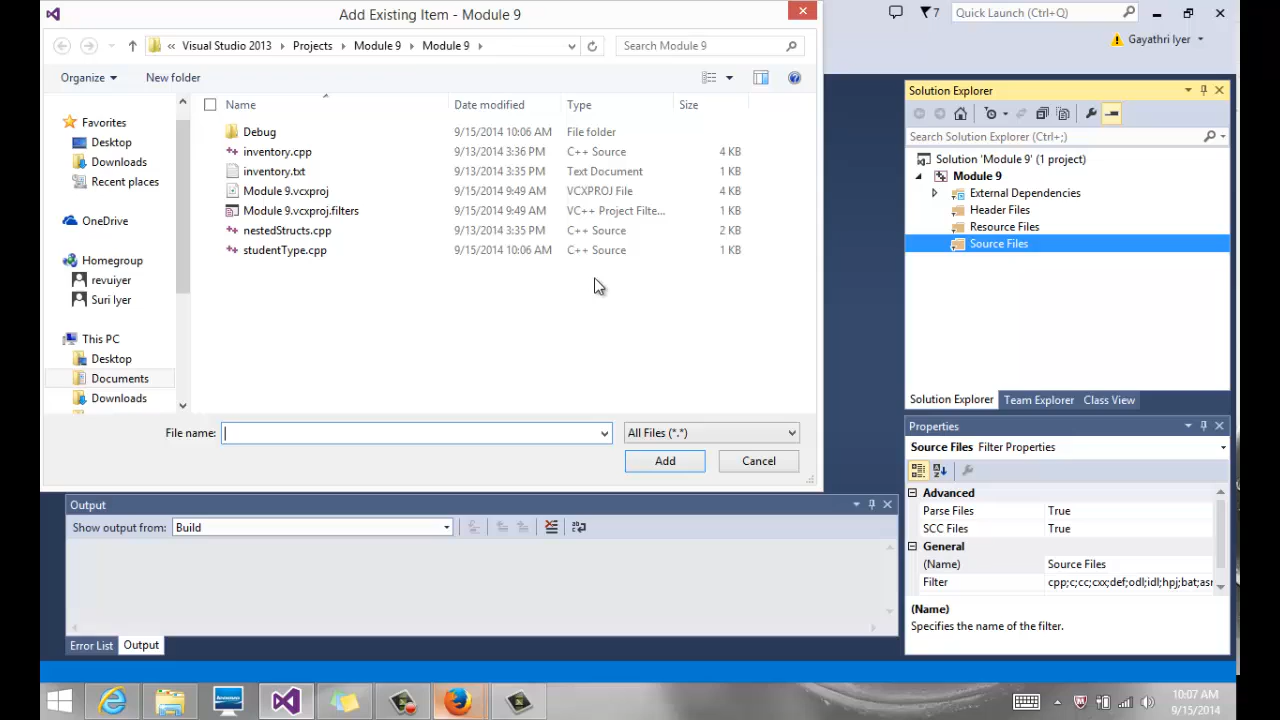 Add Existing Item - Module 9
7
Quick Launch (Ctrl+Q)
Gayathri Iyer
« Visual Studio 2013 Projects Module 9 Module 9
Search Module 9
Organize
New folder
Name Date modified Type Size
Debug 9/15/2014 10:06 AM File folder
inventory.cpp 9/13/2014 3:36 PM C++ Source 4 KB
inventory.txt 9/13/2014 3:35 PM Text Document 1 KB
Module 9.vcxproj 9/15/2014 9:49 AM VCXPROJ File 4 KB
Module 9.vcxproj.filters 9/15/2014 9:49 AM VC++ Project Filte... 1 KB
nestedStructs.cpp 9/13/2014 3:35 PM C++ Source 2 KB
studentType.cpp 9/15/2014 10:06 AM C++ Source 1 KB
Favorites
Desktop
Downloads
Recent places
OneDrive
Homegroup
revuiyer
Suri Iyer
This PC
Desktop
Documents
Downloads
File name:
All Files (*.*)
Add
Cancel
Solution Explorer
Search Solution Explorer (Ctrl+;)
Solution 'Module 9' (1 project)
Module 9
External Dependencies
Header Files
Resource Files
Source Files
Solution Explorer Team Explorer Class View
Properties
Source Files Filter Properties
Advanced
Parse Files True
SCC Files True
General
(Name) Source Files
Filter cpp;c;cc;cxx;def;odl;idl;hpj;bat;asr
(Name)
Specifies the name of the filter.
Output
Show output from: Build
Error List Output
10:07 AM
9/15/2014